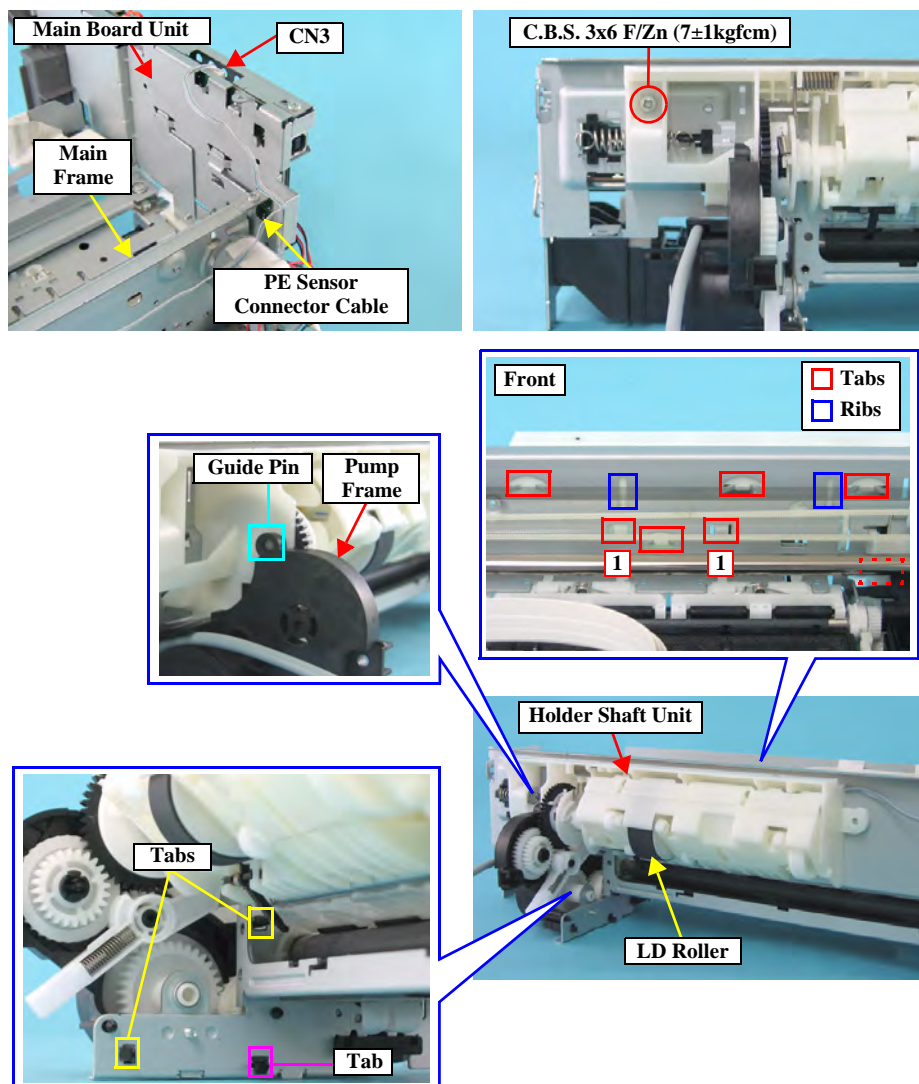 Main Board Unit
CN3
Main
Frame
PE Sensor
Connector Cable
C.B.S. 3x6 F/Zn (7±1kgfcm)
Front
Tabs
Ribs
1
1
Guide Pin
Pump
Frame
Holder Shaft Unit
LD Roller
Tabs
Tab